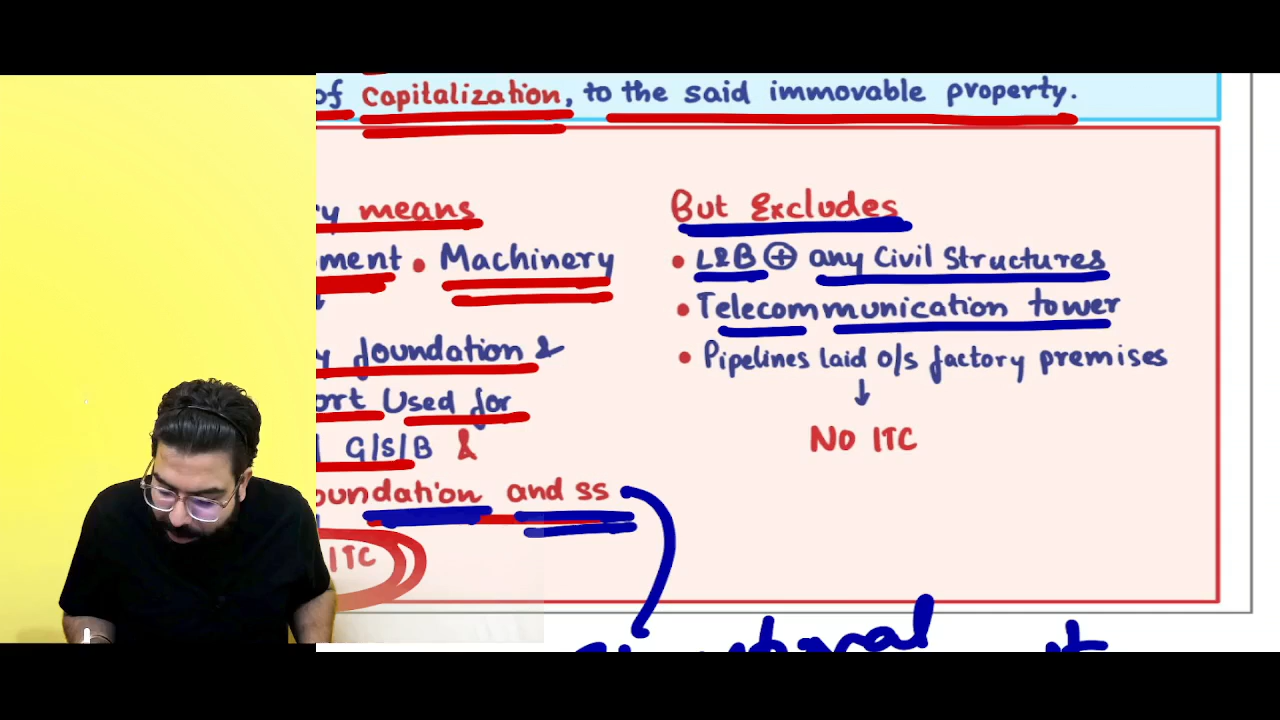 of Capitalization, to the said immovable property.
ry means
ment • Machinery
y foundation &
ort Used for
G/S/B &
oundation and ss
ITC
But Excludes
• L&B ⊕ any Civil Structures
• Telecommunication tower
• Pipelines laid o/s factory premises
↓
NO ITC